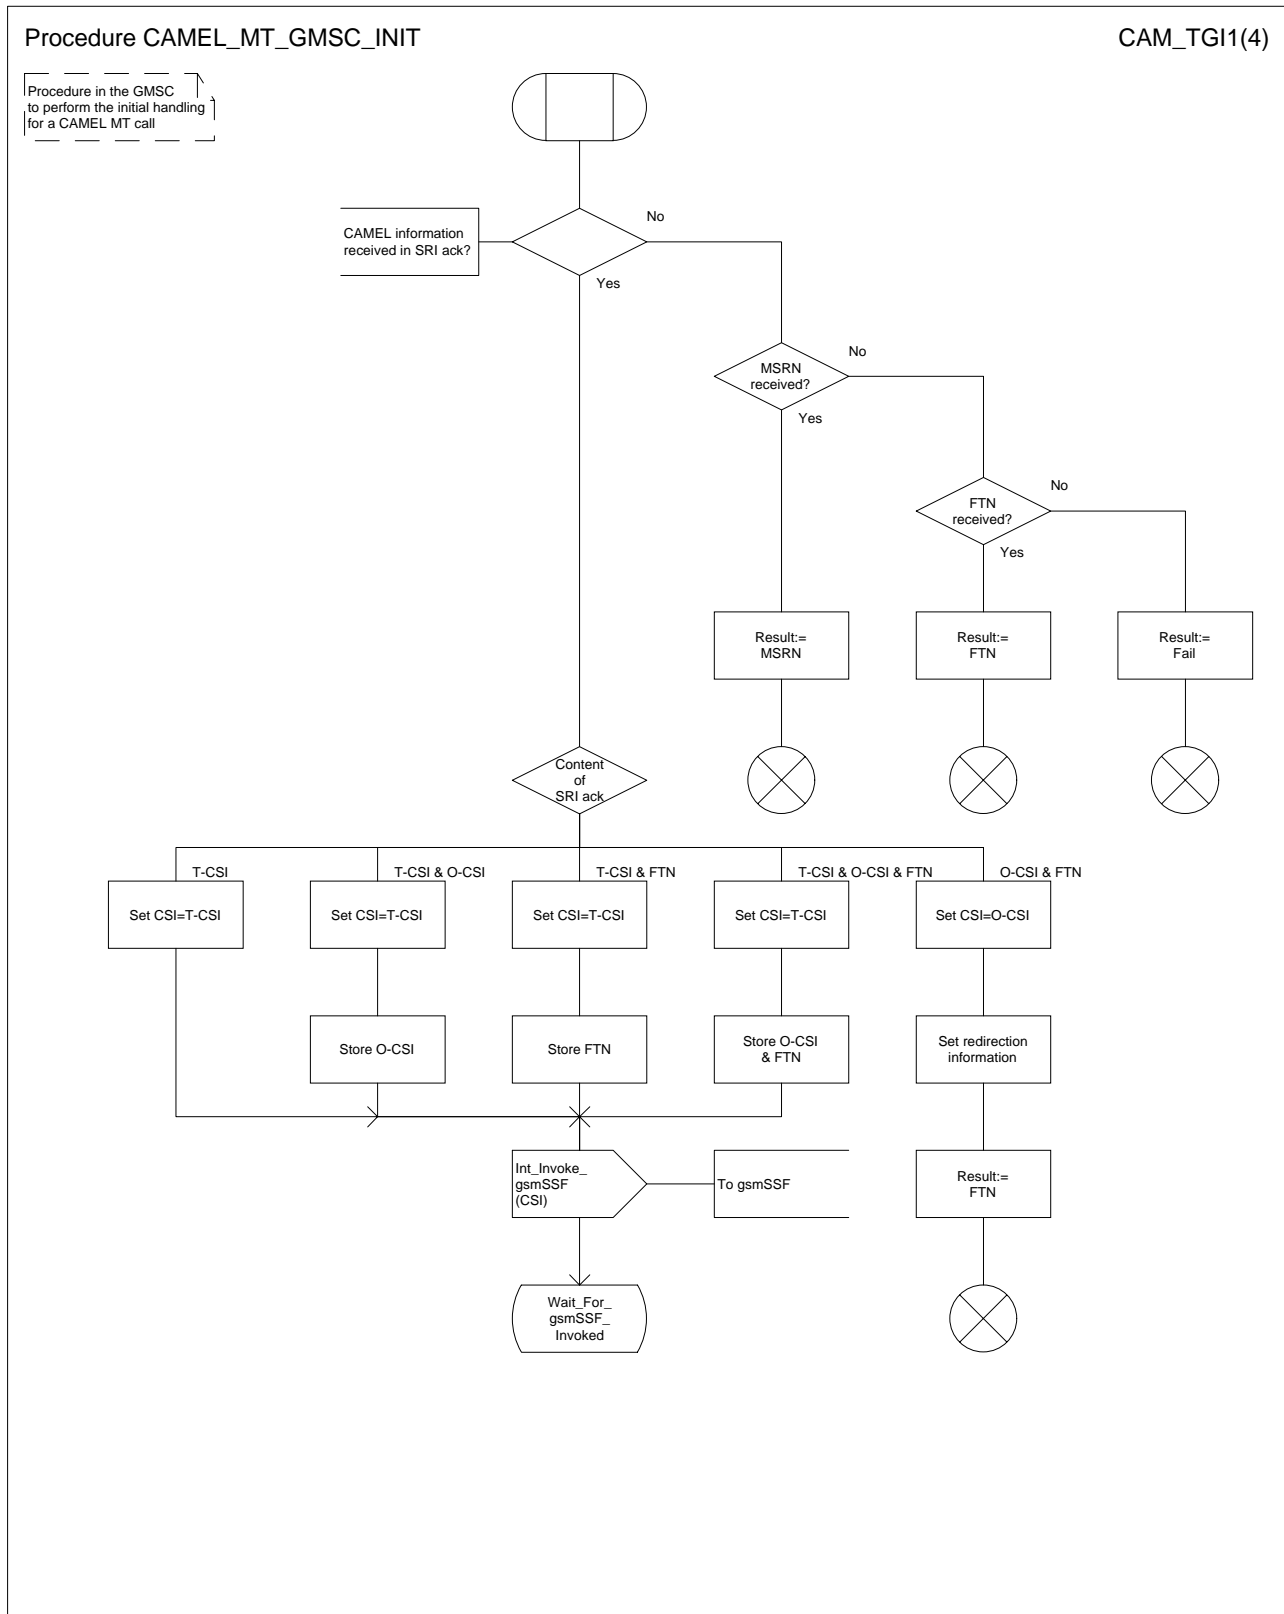 Procedure CAMEL_MT_GMSC_INIT
CAM_TGI1(4)
Procedure in the GMSC
to perform the initial handling
for a CAMEL MT call
CAMEL information
received in SRI ack?
No
Yes
MSRN
received?
No
Yes
FTN
received?
No
Yes
Result:=
MSRN
Result:=
FTN
Result:=
Fail
Content
of
SRI ack
T-CSI
T-CSI & O-CSI
T-CSI & FTN
T-CSI & O-CSI & FTN
O-CSI & FTN
Set CSI=T-CSI
Set CSI=T-CSI
Set CSI=T-CSI
Set CSI=T-CSI
Set CSI=O-CSI
Store O-CSI
Store FTN
Store O-CSI
& FTN
Set redirection
information
Int_Invoke_
gsmSSF
(CSI)
To gsmSSF
Result:=
FTN
Wait_For_
gsmSSF_
Invoked